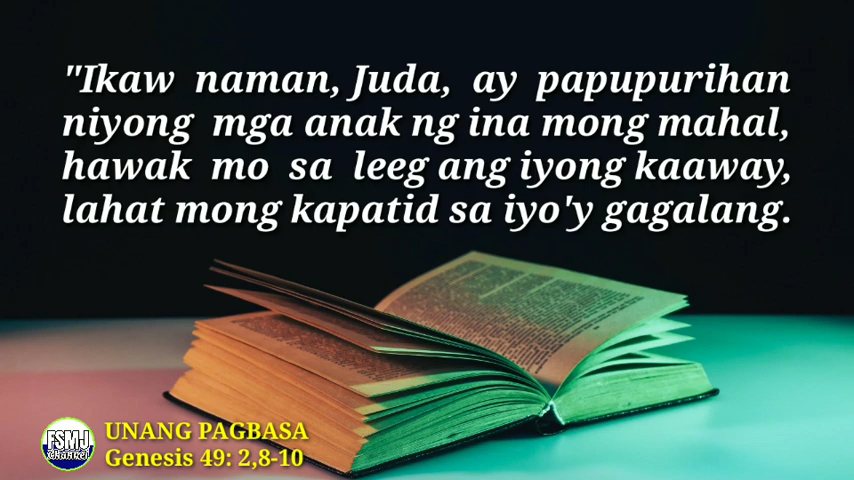 "Ikaw naman, Juda, ay papupurihan
niyong mga anak ng ina mong mahal,
hawak mo sa leeg ang iyong kaaway,
lahat mong kapatid sa iyo'y gagalang.
FSMJ
Channel
UNANG PAGBASA
Genesis 49: 2,8-10